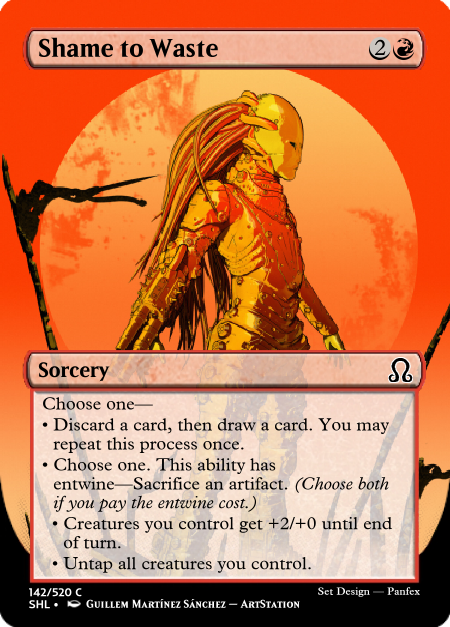 Shame to Waste 2
Sorcery
Choose one—
• Discard a card, then draw a card. You may
repeat this process once.
• Choose one. This ability has
entwine—Sacrifice an artifact. (Choose both
if you pay the entwine cost.)
• Creatures you control get +2/+0 until end
of turn.
• Untap all creatures you control.
142/520 C
Set Design — Panfex
SHL • Guillem Martínez Sánchez — ArtStation